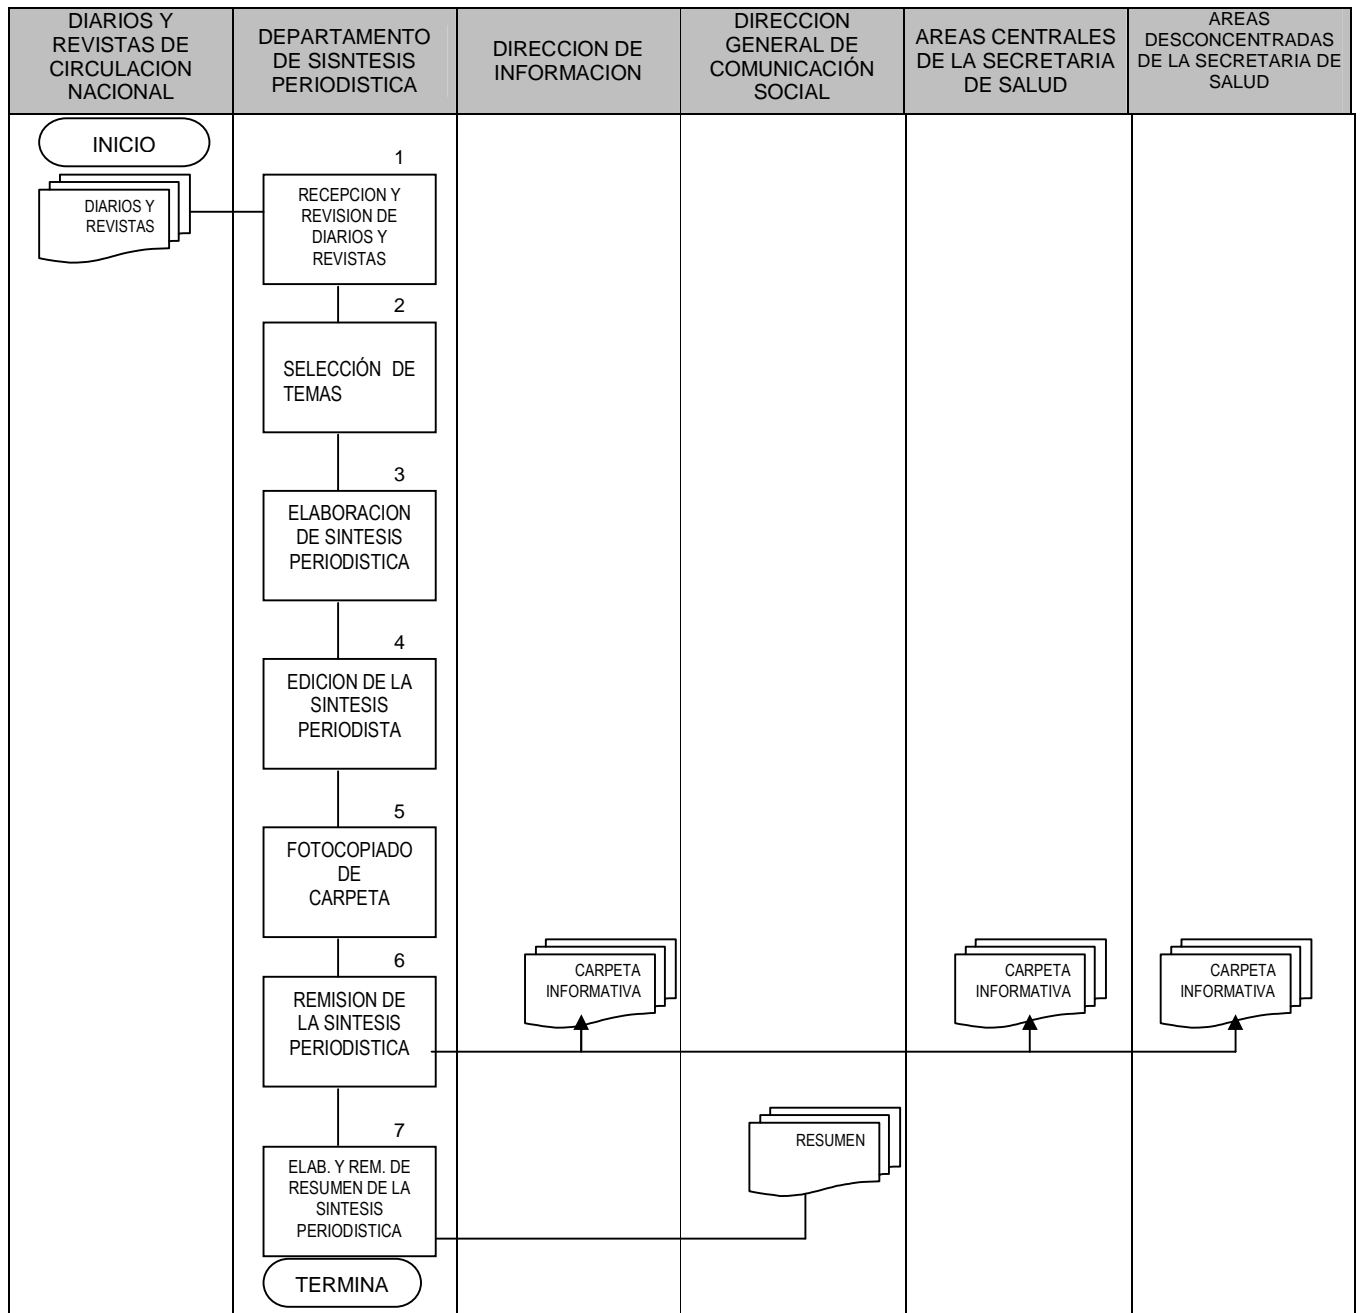 DIARIOS Y
REVISTAS DE
CIRCULACION
NACIONAL
DEPARTAMENTO
DE SISNTESIS
PERIODISTICA
DIRECCION DE
INFORMACION
DIRECCION
GENERAL DE
COMUNICACIÓN
SOCIAL
AREAS CENTRALES
DE LA SECRETARIA
DE SALUD
AREAS
DESCONCENTRADAS
DE LA SECRETARIA DE
SALUD
INICIO
DIARIOS Y
REVISTAS
1
RECEPCION Y
REVISION DE
DIARIOS Y
REVISTAS
2
SELECCIÓN DE
TEMAS
3
ELABORACION
DE SINTESIS
PERIODISTICA
4
EDICION DE LA
SINTESIS
PERIODISTA
5
FOTOCOPIADO
DE
CARPETA
6
REMISION DE
LA SINTESIS
PERIODISTICA
CARPETA
INFORMATIVA
CARPETA
INFORMATIVA
CARPETA
INFORMATIVA
7
ELAB. Y REM. DE
RESUMEN DE LA
SINTESIS
PERIODISTICA
RESUMEN
TERMINA